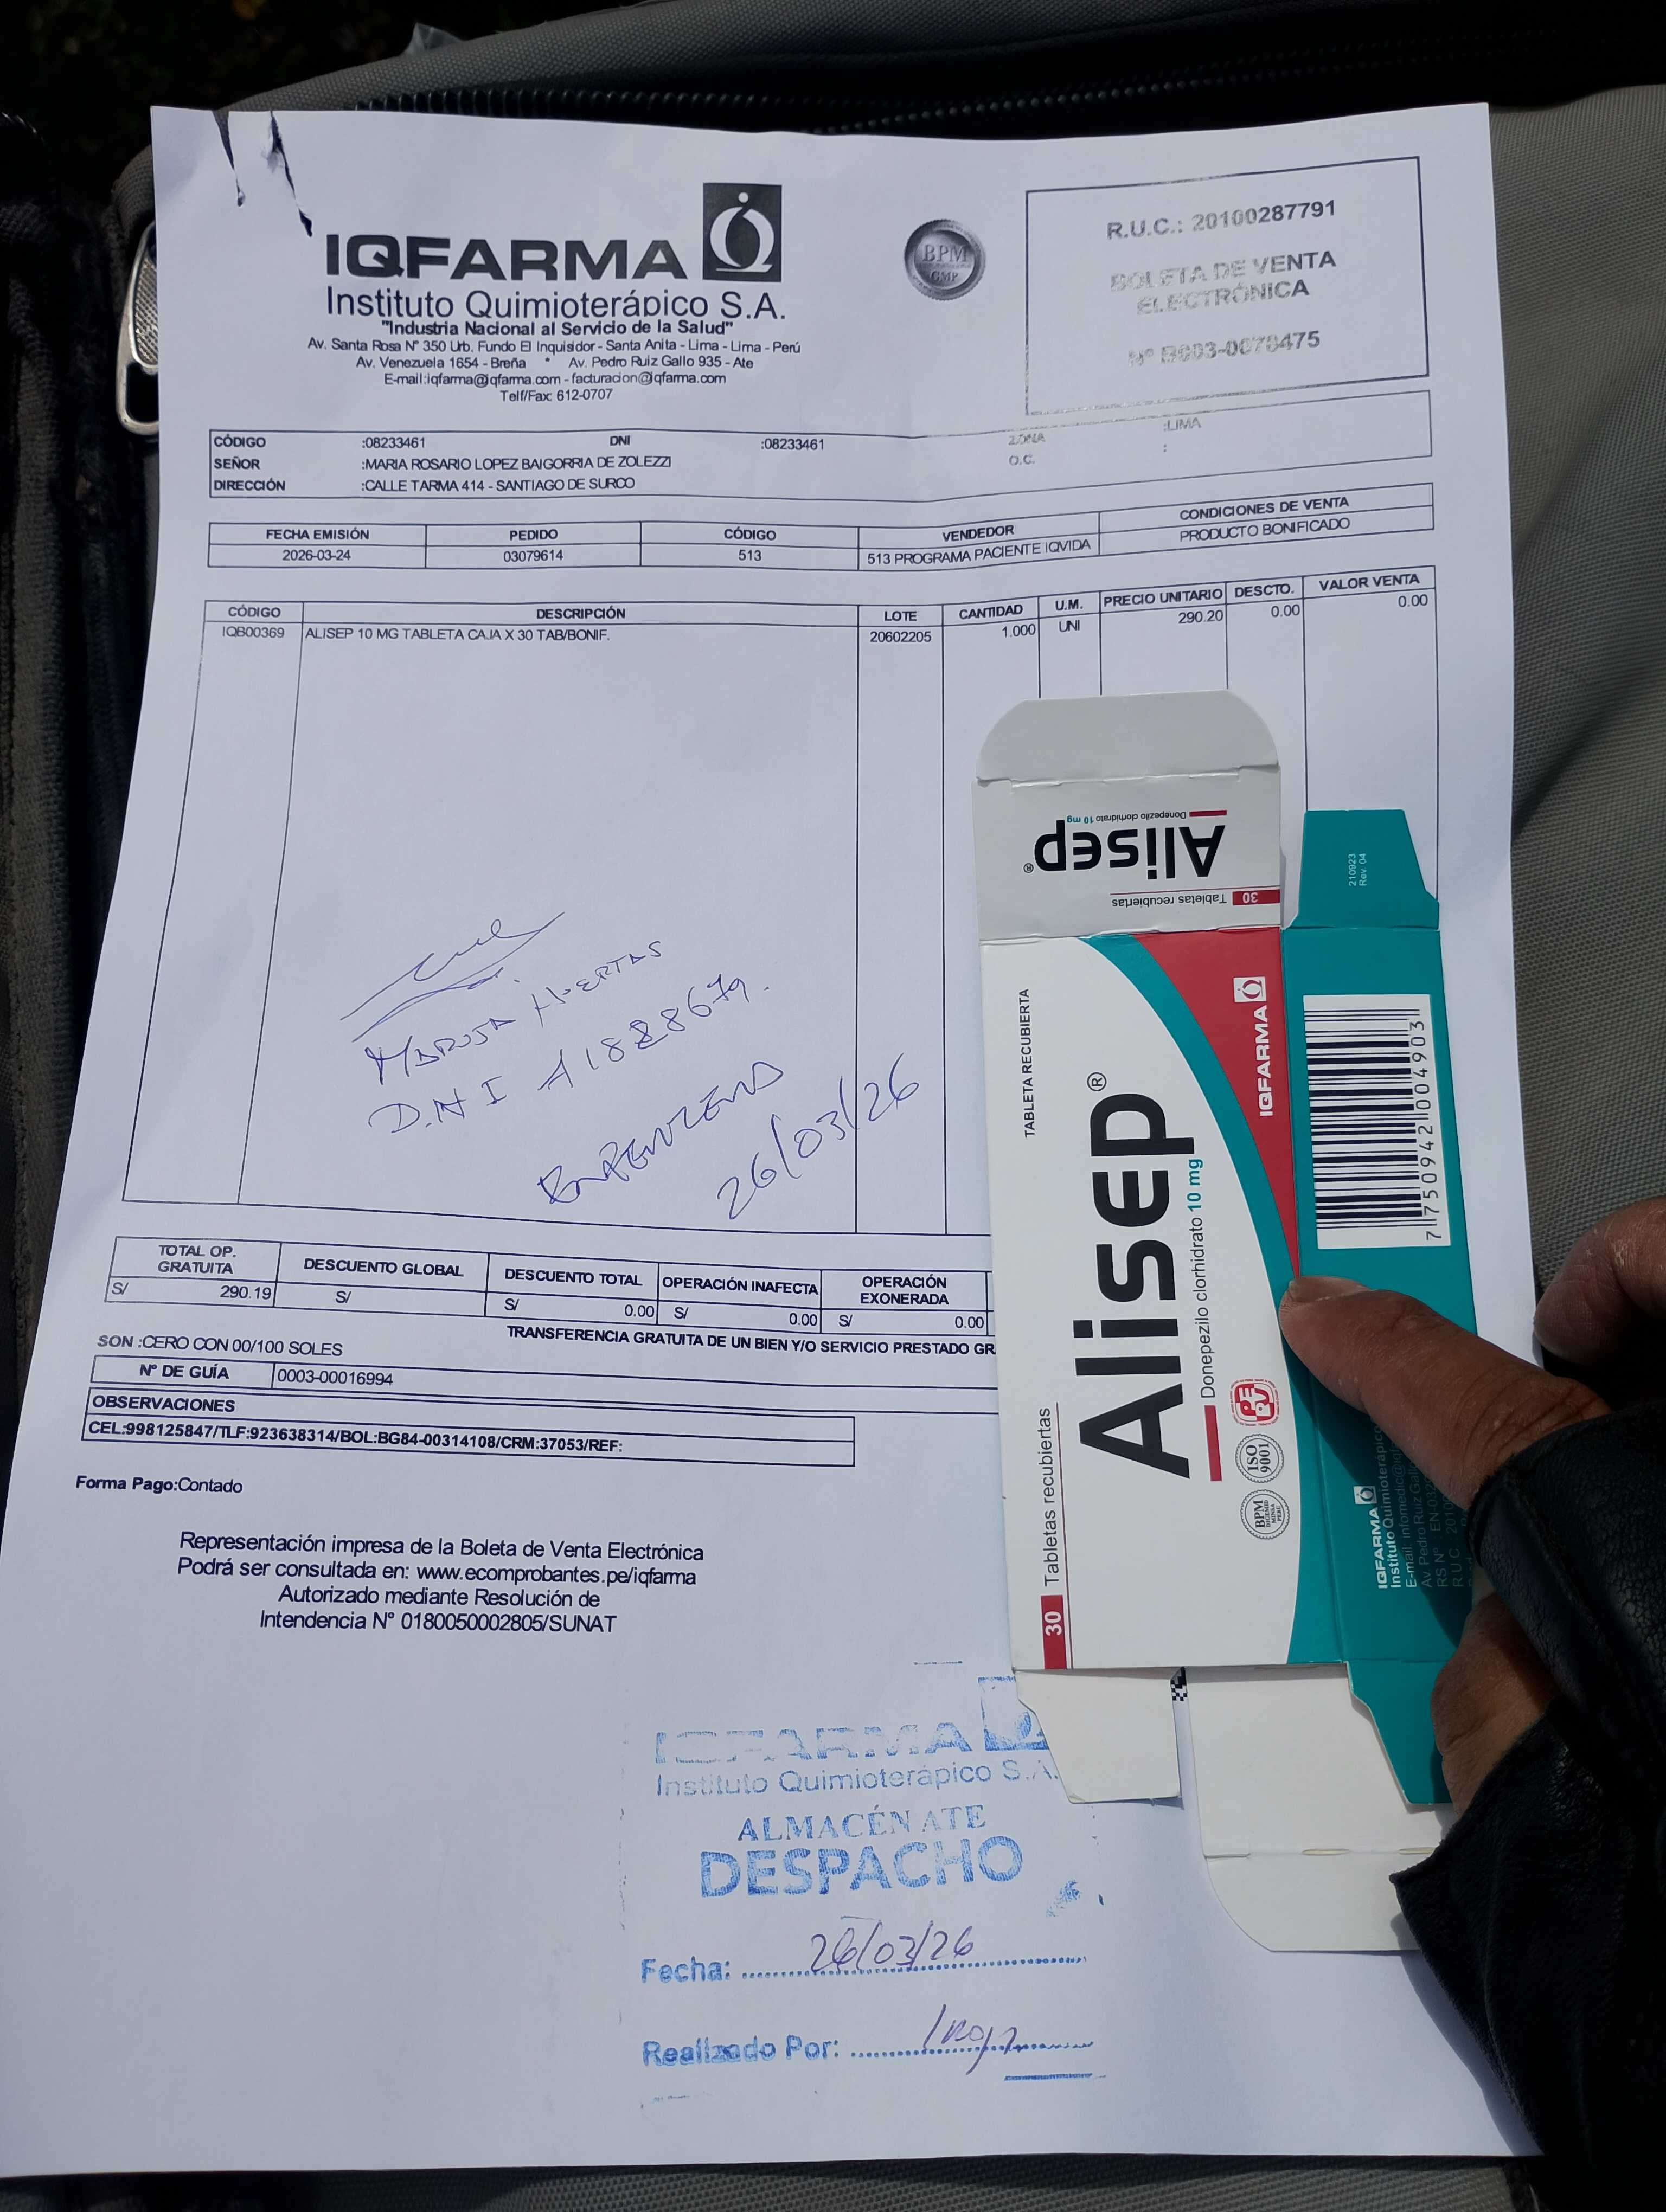 IQFARMA
Instituto Quimioterápico S.A.
"Industria Nacional al Servicio de la Salud"
Av. Santa Rosa N° 350 Urb. Fundo El Inquisidor - Santa Anita - Lima - Lima - Perú
Av. Venezuela 1654 - Breña * Av. Pedro Ruiz Gallo 935 - Ate
E-mail:iqfarma@iqfarma.com - facturacion@iqfarma.com
Telf/Fax: 612-0707
BPM
GMP
R.U.C.: 20100287791
BOLETA DE VENTA
ELECTRÓNICA
Nº B003-0078475
CÓDIGO :08233461 DNI :08233461 ZONA :LIMA
SEÑOR :MARIA ROSARIO LOPEZ BAIGORRIA DE ZOLEZZI O.C. :
DIRECCIÓN :CALLE TARMA 414 - SANTIAGO DE SURCO
FECHA EMISIÓN PEDIDO CÓDIGO VENDEDOR CONDICIONES DE VENTA
2026-03-24 03079614 513 513 PROGRAMA PACIENTE IQVIDA PRODUCTO BONIFICADO
CÓDIGO DESCRIPCIÓN LOTE CANTIDAD U.M. PRECIO UNITARIO DESCTO. VALOR VENTA
IQB00369 ALISEP 10 MG TABLETA CAJA X 30 TAB/BONIF. 20602205 1.000 UNI 290.20 0.00 0.00
D.N.I 41828679.
26/03/26
TOTAL OP. GRATUITA DESCUENTO GLOBAL DESCUENTO TOTAL OPERACIÓN INAFECTA OPERACIÓN EXONERADA
S/ 290.19 S/ S/ 0.00 S/ 0.00 S/ 0.00
SON :CERO CON 00/100 SOLES
TRANSFERENCIA GRATUITA DE UN BIEN Y/O SERVICIO PRESTADO GR
N° DE GUÍA 0003-00016994
OBSERVACIONES
CEL:998125847/TLF:923638314/BOL:BG84-00314108/CRM:37053/REF:
Forma Pago:Contado
Representación impresa de la Boleta de Venta Electrónica
Podrá ser consultada en: www.ecomprobantes.pe/iqfarma
Autorizado mediante Resolución de
Intendencia N° 0180050002805/SUNAT
IQFARMA
Instituto Quimioterápico S.A.
ALMACÉN ATE
DESPACHO
Fecha: 26/03/26
Realizado Por:
Alisep®
Donepezilo clorhidrato 10 mg
30 Tabletas recubiertas
TABLETA RECUBIERTA
IQFARMA
Alisep®
Donepezilo clorhidrato 10 mg
30 Tabletas recubiertas
PERU
ISO
9001
BPM
210923
Rev 04
7 750942 004903
IQFARMA
Instituto Quimioterápico